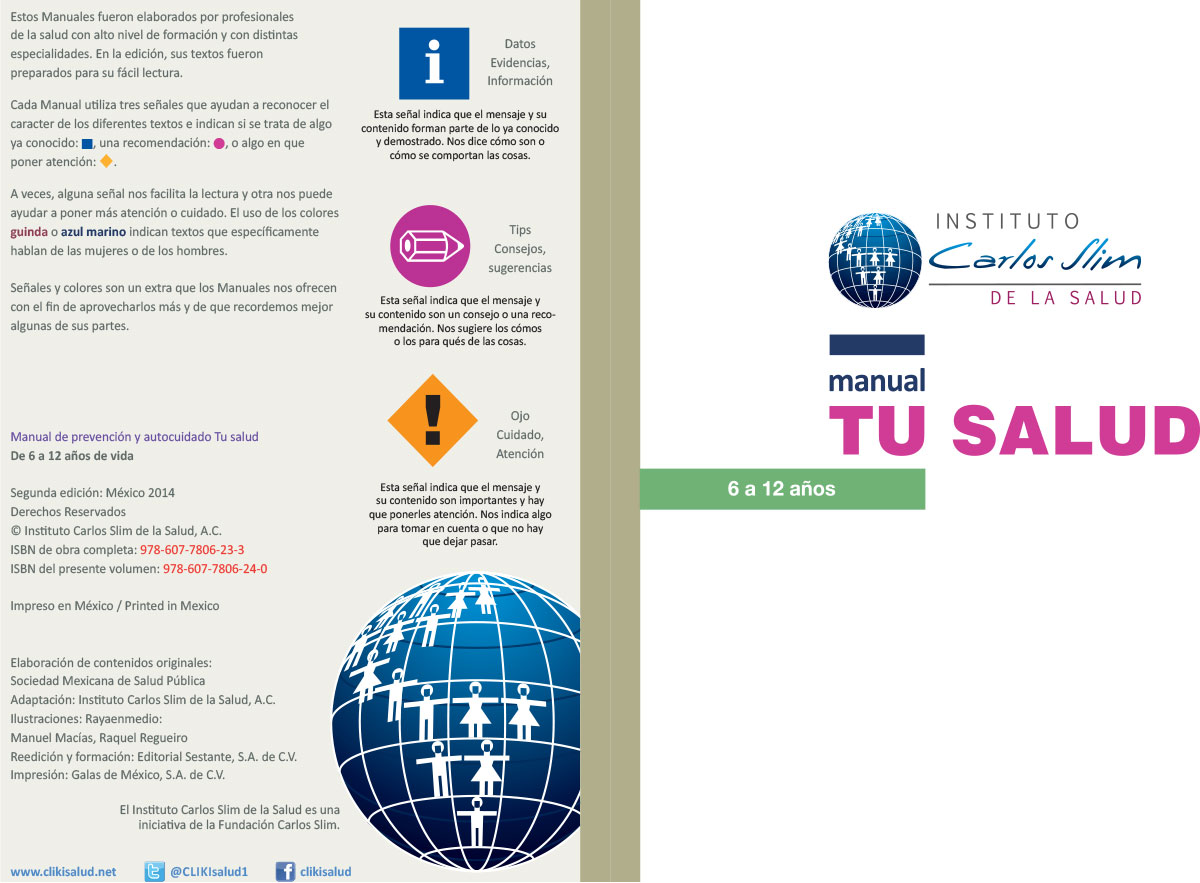 Estos Manuales fueron elaborados por profesionales
de la salud con alto nivel de formación y con distintas
especialidades. En la edición, sus textos fueron
preparados para su fácil lectura.
Cada Manual utiliza tres señales que ayudan a reconocer el
caracter de los diferentes textos e indican si se trata de algo
ya conocido: , una recomendación: , o algo en que
poner atención: .
A veces, alguna señal nos facilita la lectura y otra nos puede
ayudar a poner más atención o cuidado. El uso de los colores
guinda o azul marino indican textos que específicamente
hablan de las mujeres o de los hombres.
Señales y colores son un extra que los Manuales nos ofrecen
con el fin de aprovecharlos más y de que recordemos mejor
algunas de sus partes.
Manual de prevención y autocuidado Tu salud
De 6 a 12 años de vida
Segunda edición: México 2014
Derechos Reservados
© Instituto Carlos Slim de la Salud, A.C.
ISBN de obra completa: 978-607-7806-23-3
ISBN del presente volumen: 978-607-7806-24-0
Impreso en México / Printed in Mexico
Elaboración de contenidos originales:
Sociedad Mexicana de Salud Pública
Adaptación: Instituto Carlos Slim de la Salud, A.C.
Ilustraciones: Rayaenmedio:
Manuel Macías, Raquel Regueiro
Reedición y formación: Editorial Sestante, S.A. de C.V.
Impresión: Galas de México, S.A. de C.V.
El Instituto Carlos Slim de la Salud es una
iniciativa de la Fundación Carlos Slim.
www.clikisalud.net @CLIKIsalud1 clikisalud
i
Datos
Evidencias,
Información
Esta señal indica que el mensaje y su
contenido forman parte de lo ya conocido
y demostrado. Nos dice cómo son o
cómo se comportan las cosas.
Tips
Consejos,
sugerencias
Esta señal indica que el mensaje y
su contenido son un consejo o una reco-
mendación. Nos sugiere los cómos
o los para qués de las cosas.
!
Ojo
Cuidado,
Atención
Esta señal indica que el mensaje y
su contenido son importantes y hay
que ponerles atención. Nos indica algo
para tomar en cuenta o que no hay
que dejar pasar.
INSTITUTO
Carlos Slim
DE LA SALUD
manual
TU SALUD
6 a 12 años